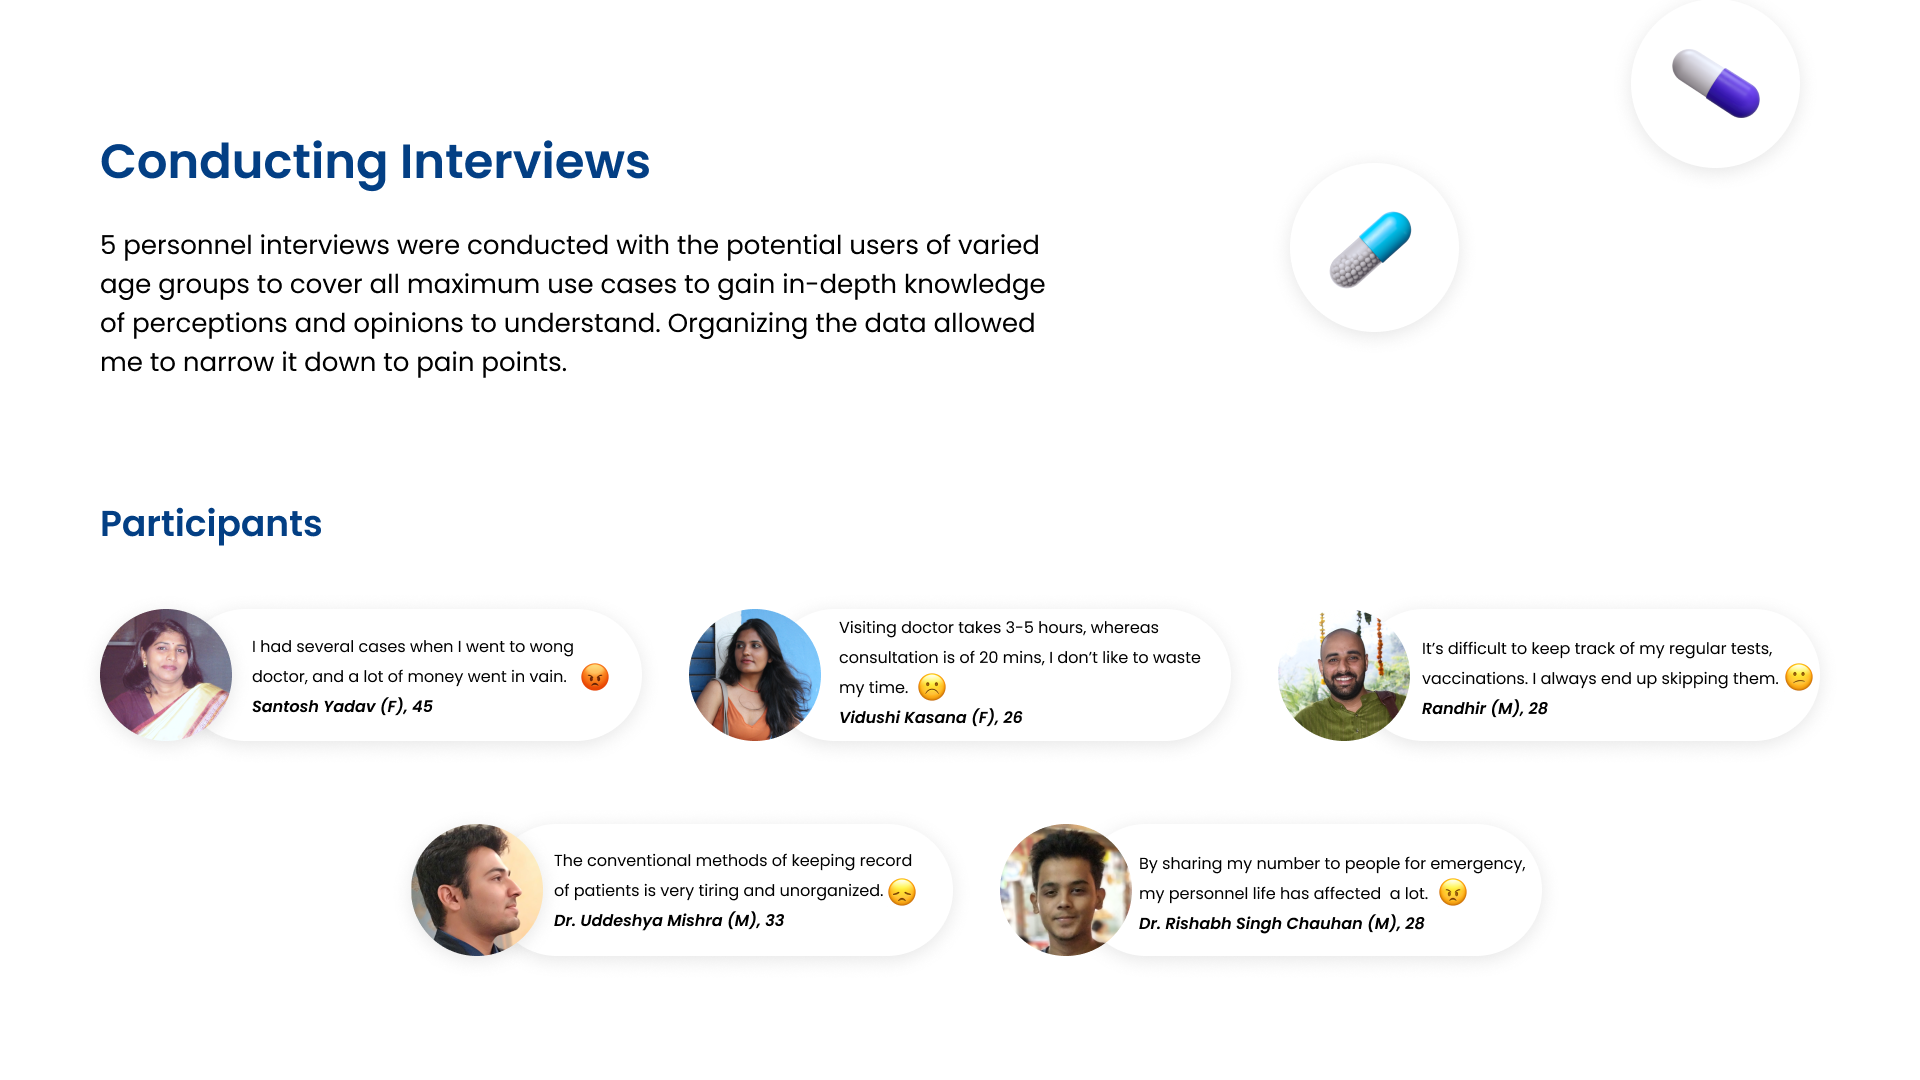 Conducting Interviews
5 personnel interviews were conducted with the potential users of varied
age groups to cover all maximum use cases to gain in-depth knowledge
of perceptions and opinions to understand. Organizing the data allowed
me to narrow it down to pain points.
Participants
I had several cases when I went to wong
doctor, and a lot of money went in vain. 😡
Santosh Yadav (F), 45
Visiting doctor takes 3-5 hours, whereas
consultation is of 20 mins, I don’t like to waste
my time. ☹️
Vidushi Kasana (F), 26
It’s difficult to keep track of my regular tests,
vaccinations. I always end up skipping them. 😕
Randhir (M), 28
The conventional methods of keeping record
of patients is very tiring and unorganized. 😞
Dr. Uddeshya Mishra (M), 33
By sharing my number to people for emergency,
my personnel life has affected  a lot. 😠
Dr. Rishabh Singh Chauhan (M), 28